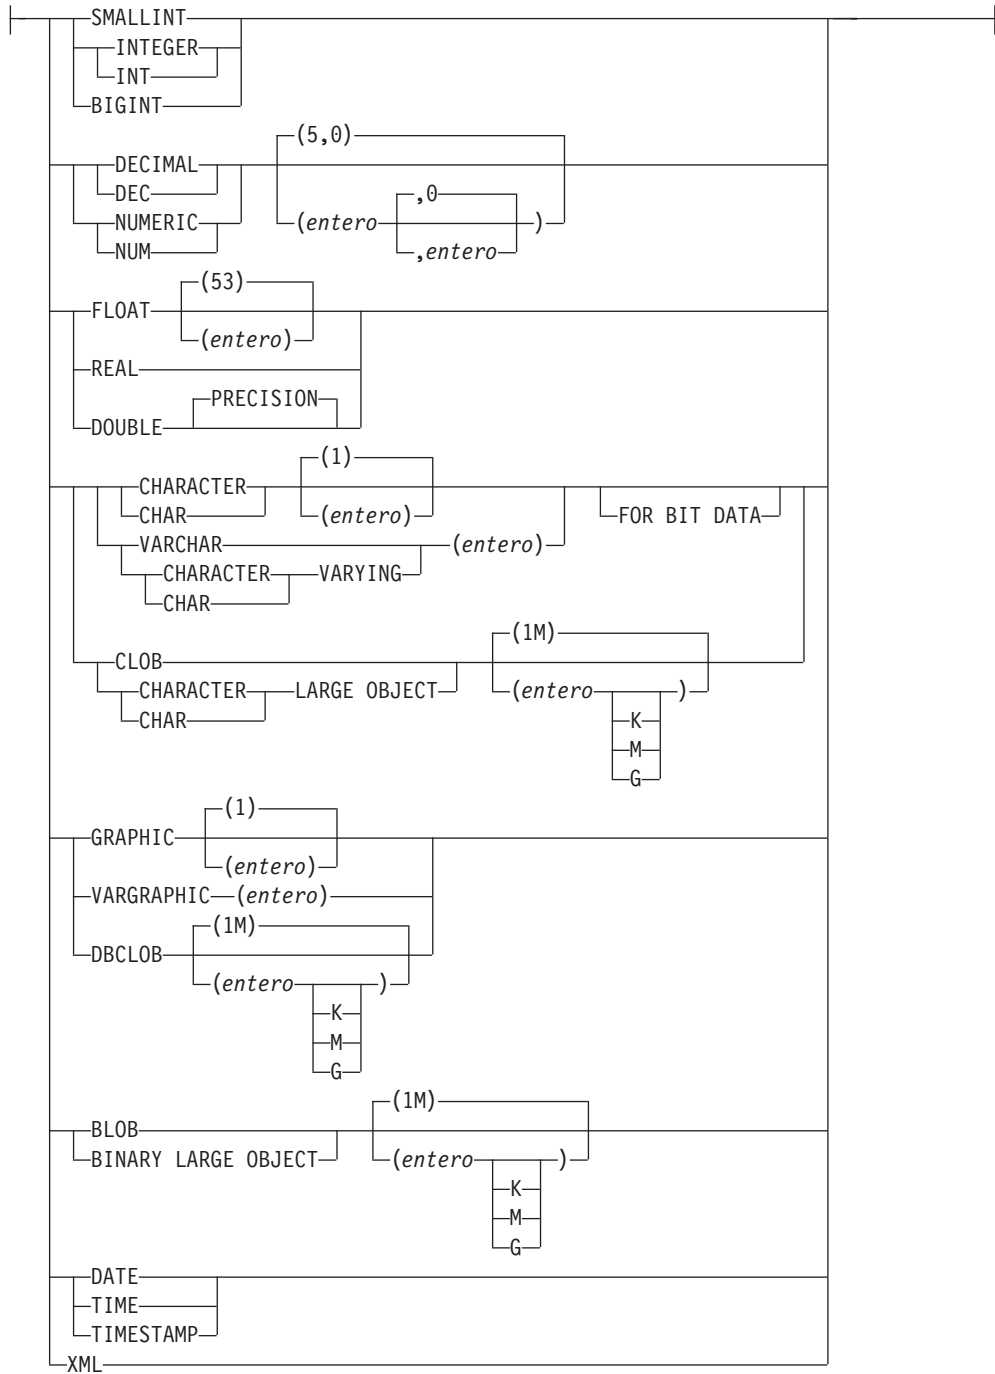 SMALLINT
INTEGER
INT
BIGINT
(5,0)
DECIMAL
DEC
,0
NUMERIC
(entero )
NUM
,entero
(53)
FLOAT
(entero)
REAL
PRECISION
DOUBLE
(1)
CHARACTER
CHAR
(entero)
FOR BIT DATA
VARCHAR
(entero)
CHARACTER
VARYING
CHAR
(1M)
CLOB
CHARACTER
LARGE OBJECT
(entero )
CHAR
K
M
G
(1)
GRAPHIC
(entero)
VARGRAPHIC (entero)
(1M)
DBCLOB
(entero )
K
M
G
(1M)
BLOB
BINARY LARGE OBJECT
(entero )
K
M
G
DATE
TIME
TIMESTAMP
XML